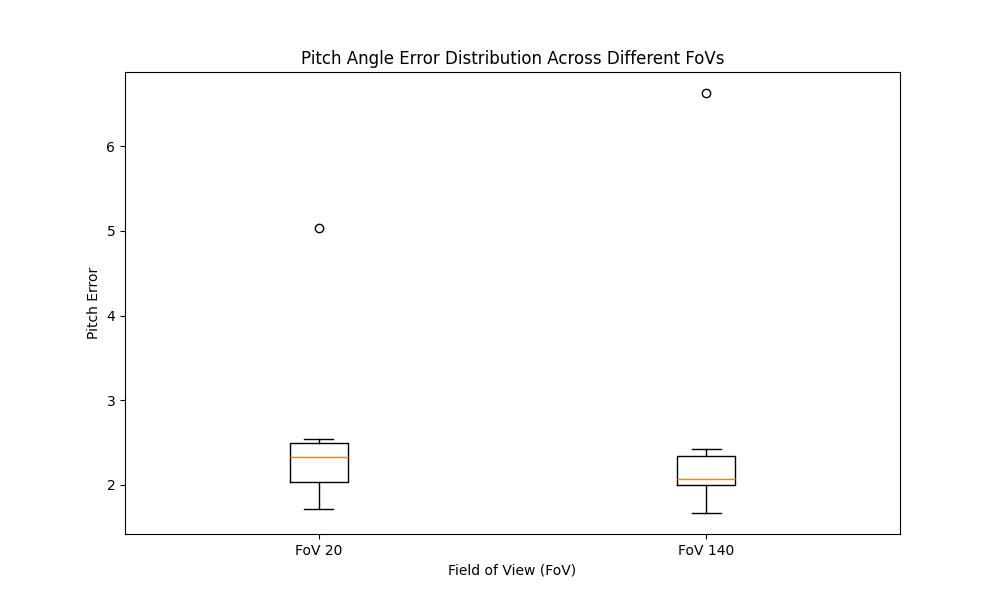 Pitch Angle Error Distribution Across Different FoVs
6
5
4
3
2
Pitch Error
FoV 20
FoV 140
Field of View (FoV)